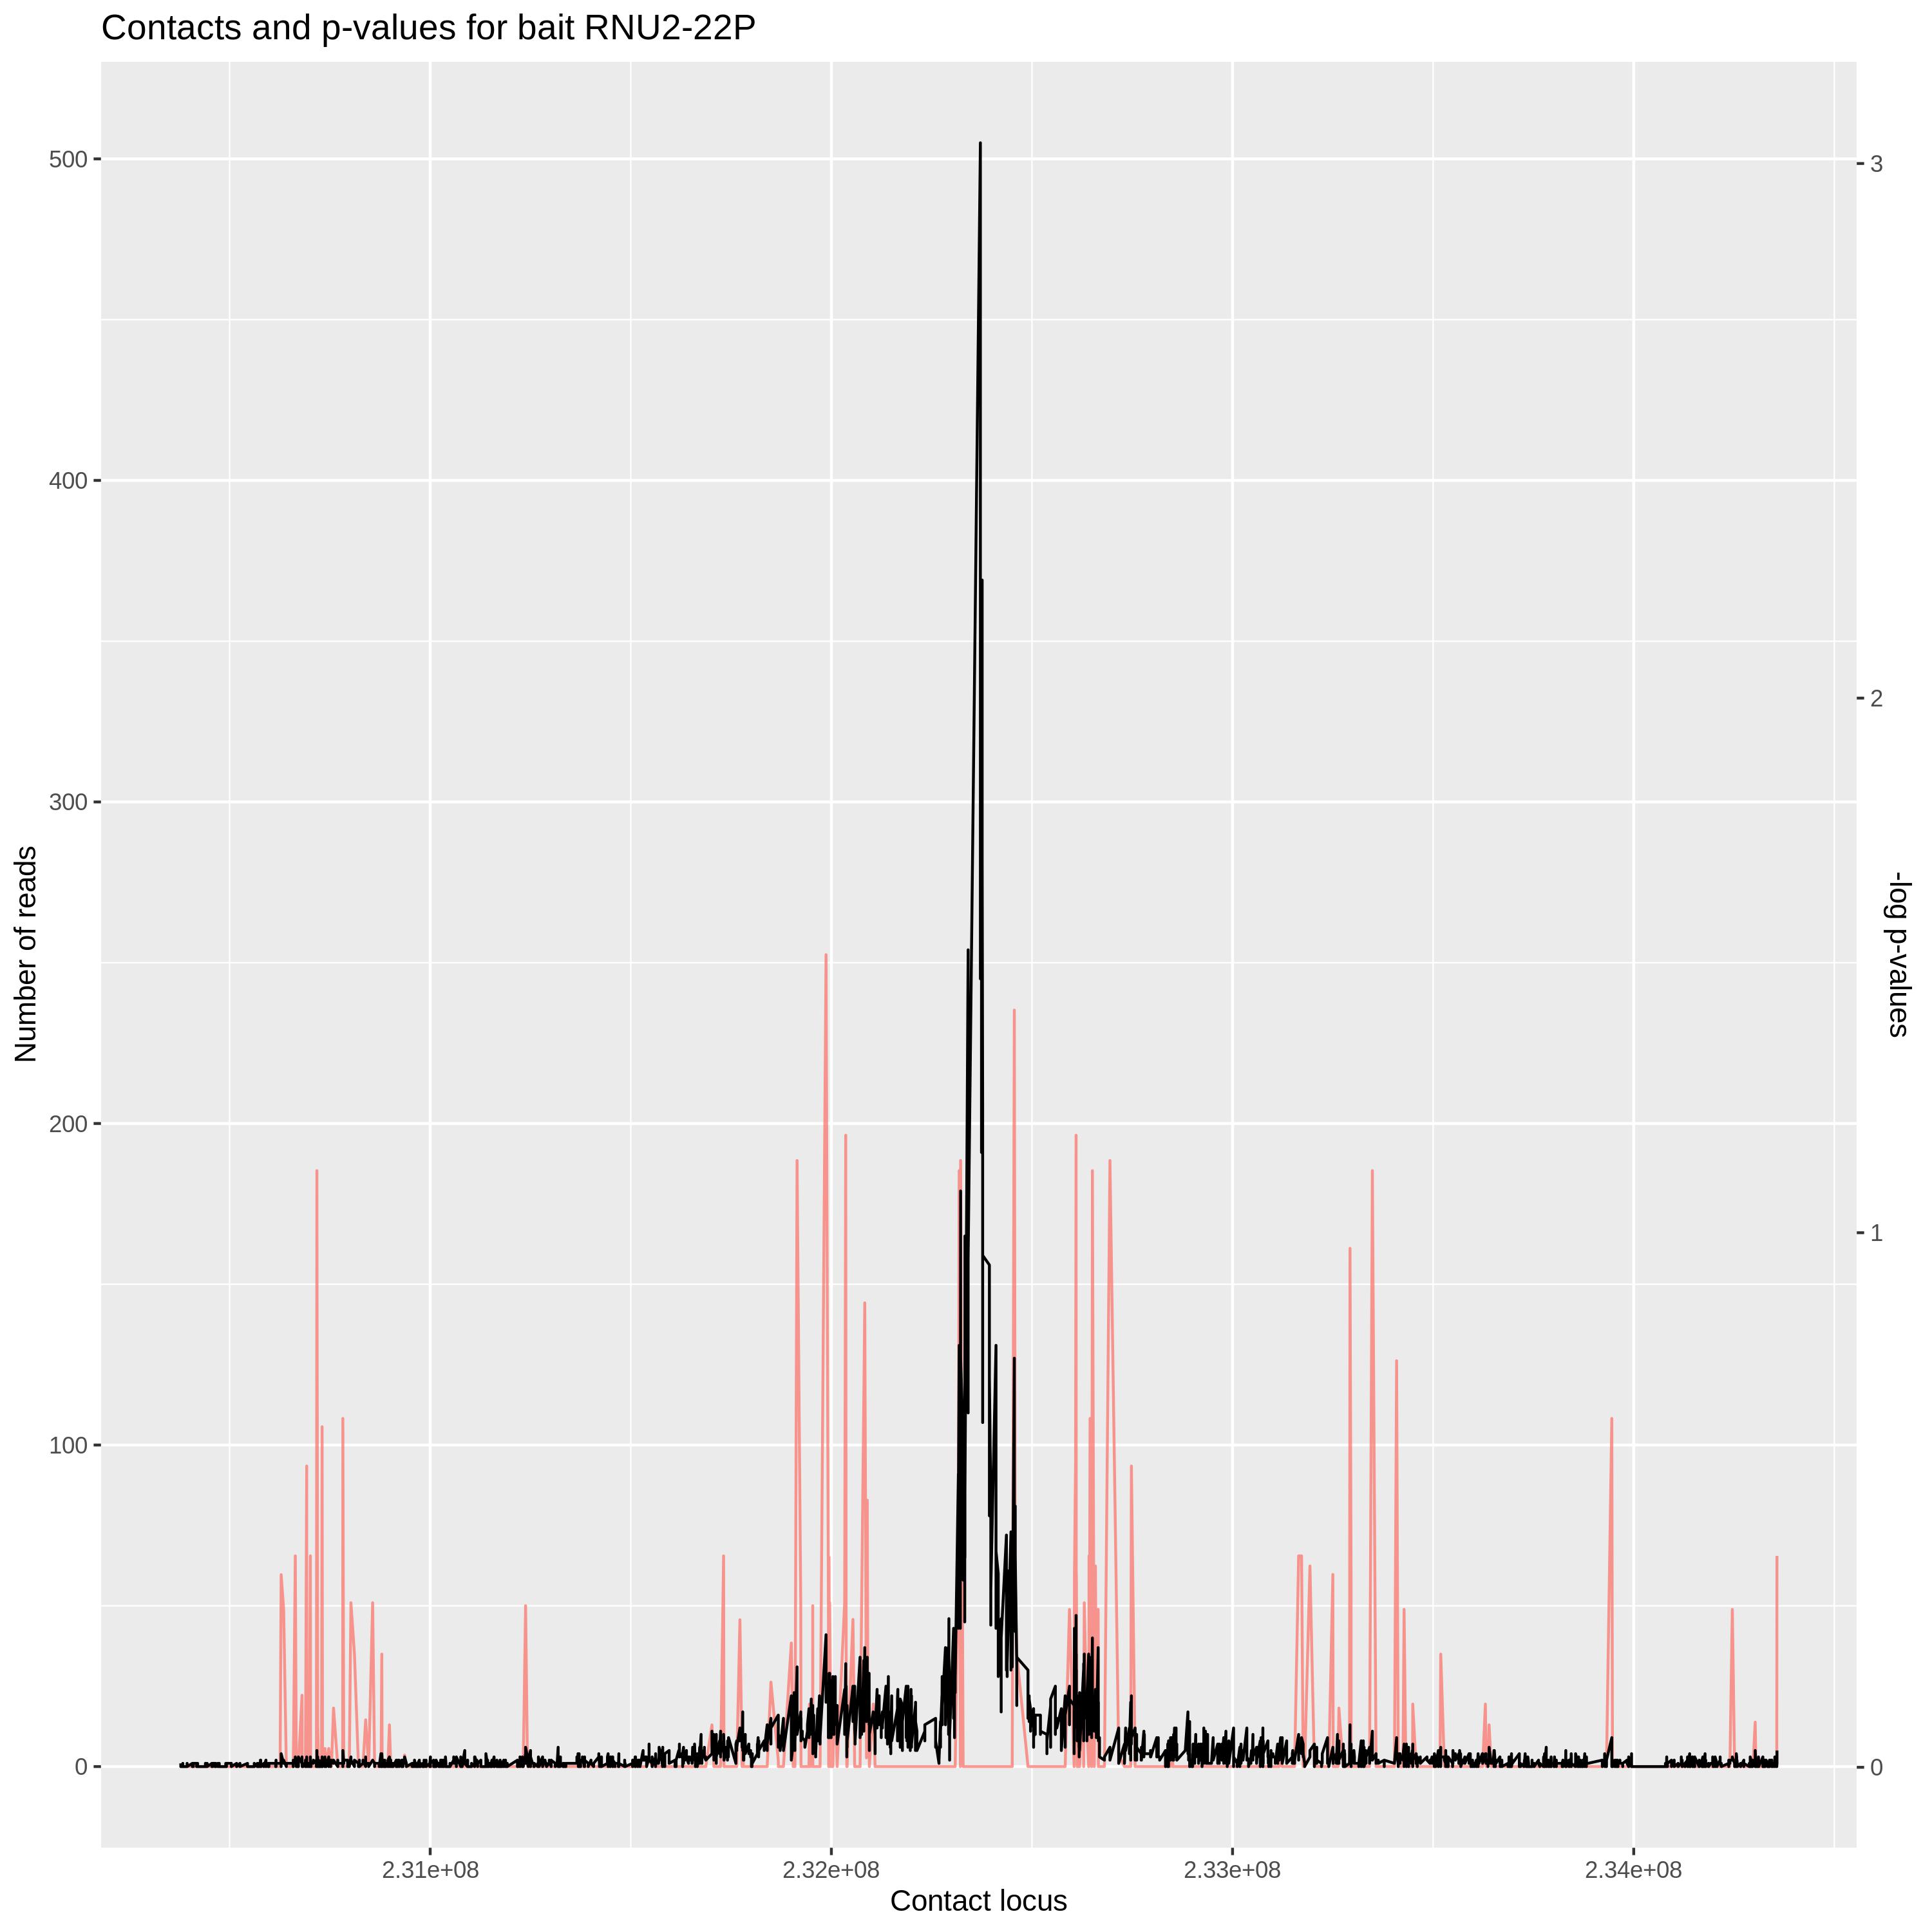 Contacts and p-values for bait RNU2-22P
500
400
300
200
100
0
Number of reads
3
2
1
0
-log p-values
2.31e+08
2.32e+08
2.33e+08
2.34e+08
Contact locus